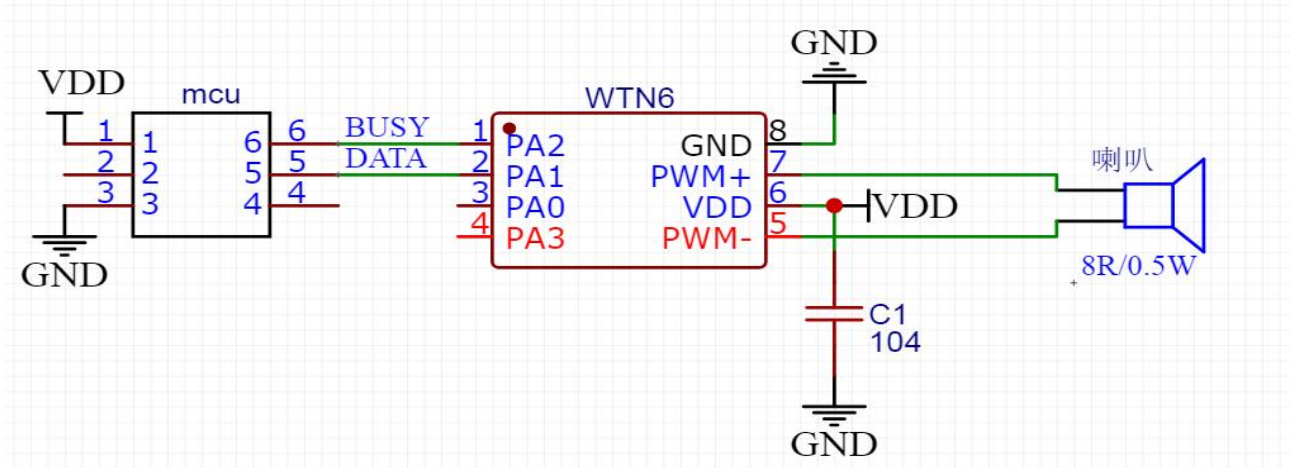 GND
VDD
mcu
WTN6
1 1 6 6 BUSY 1 PA2 GND 8
2 2 5 5 DATA 2 PA1 PWM+ 7
3 3 4 4 3 PA0 VDD 6 VDD
4 PA3 PWM- 5
喇叭
8R/0.5W
GND
C1
104
GND